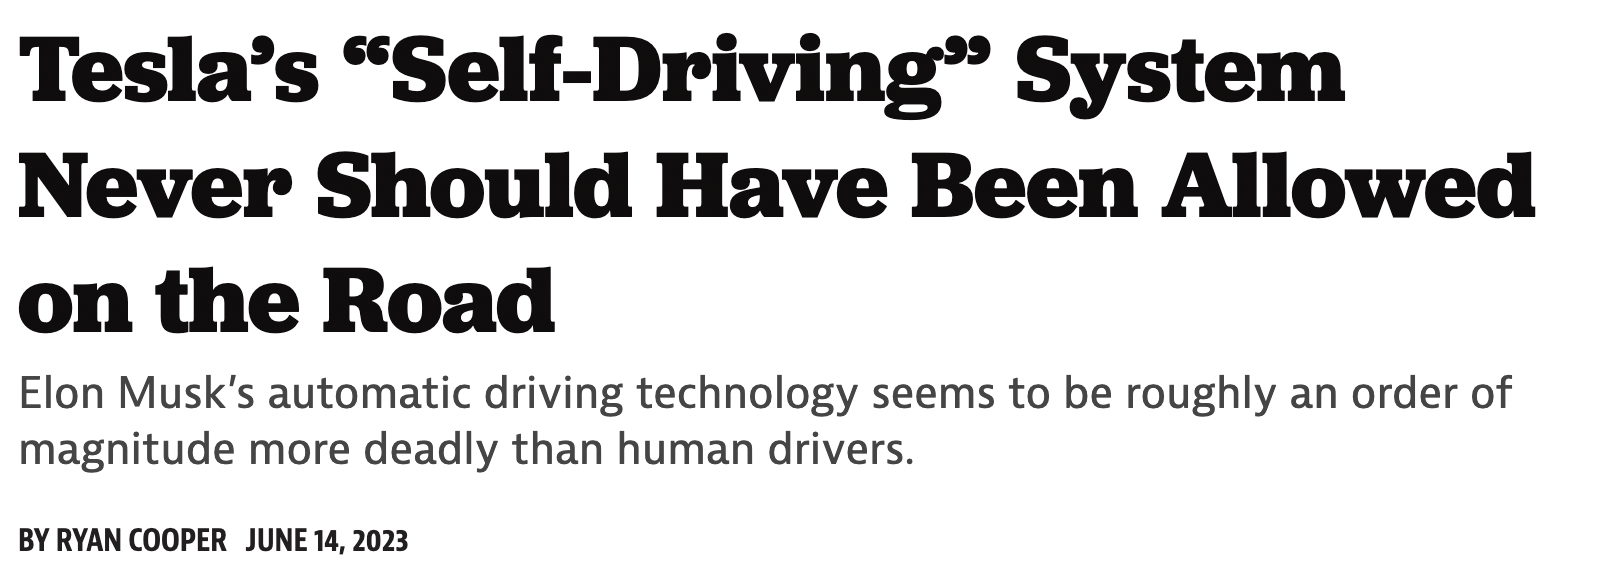 Tesla’s “Self-Driving” System
Never Should Have Been Allowed
on the Road
Elon Musk’s automatic driving technology seems to be roughly an order of
magnitude more deadly than human drivers.
BY RYAN COOPER JUNE 14, 2023